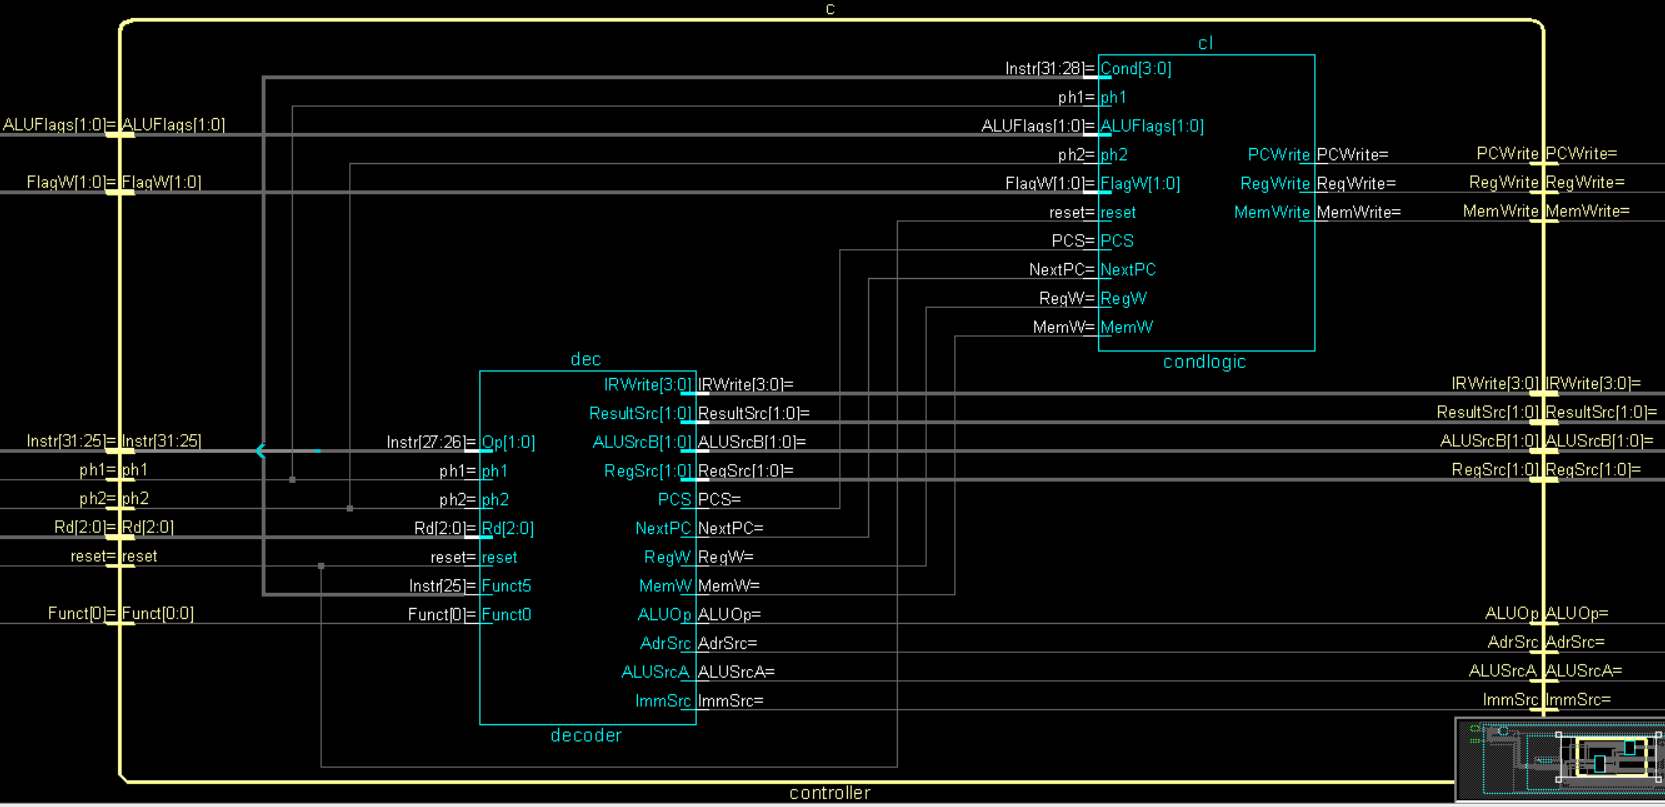 c
cl
Instr[31:28]= Cond[3:0]
ph1= ph1
ALUFlags[1:0]= ALUFlags[1:0] ALUFlags[1:0]= ALUFlags[1:0]
ph2= ph2 PCWrite PCWrite= PCWrite PCWrite=
FlagW[1:0]= FlagW[1:0] FlagW[1:0]= FlagW[1:0] RegWrite RegWrite= RegWrite RegWrite=
reset= reset MemWrite MemWrite= MemWrite MemWrite=
PCS= PCS
NextPC= NextPC
RegW= RegW
MemW= MemW
dec
condlogic
IRWrite[3:0] IRWrite[3:0]= IRWrite[3:0] IRWrite[3:0]=
ResultSrc[1:0] ResultSrc[1:0]= ResultSrc[1:0] ResultSrc[1:0]=
Instr[31:25]= Instr[31:25] Instr[27:26]= Op[1:0] ALUSrcB[1:0] ALUSrcB[1:0]= ALUSrcB[1:0] ALUSrcB[1:0]=
ph1= ph1 ph1= ph1 RegSrc[1:0] RegSrc[1:0]= RegSrc[1:0] RegSrc[1:0]=
ph2= ph2 ph2= ph2 PCS PCS=
Rd[2:0]= Rd[2:0] Rd[2:0]= Rd[2:0] NextPC NextPC=
reset= reset reset= reset RegW RegW=
Instr[25]= Funct5 MemW MemW=
Funct[0]= Funct[0:0] Funct[0]= Funct0 ALUOp ALUOp= ALUOp ALUOp=
AdrSrc AdrSrc= AdrSrc AdrSrc=
ALUSrcA ALUSrcA= ALUSrcA ALUSrcA=
ImmSrc ImmSrc= ImmSrc ImmSrc=
decoder
controller